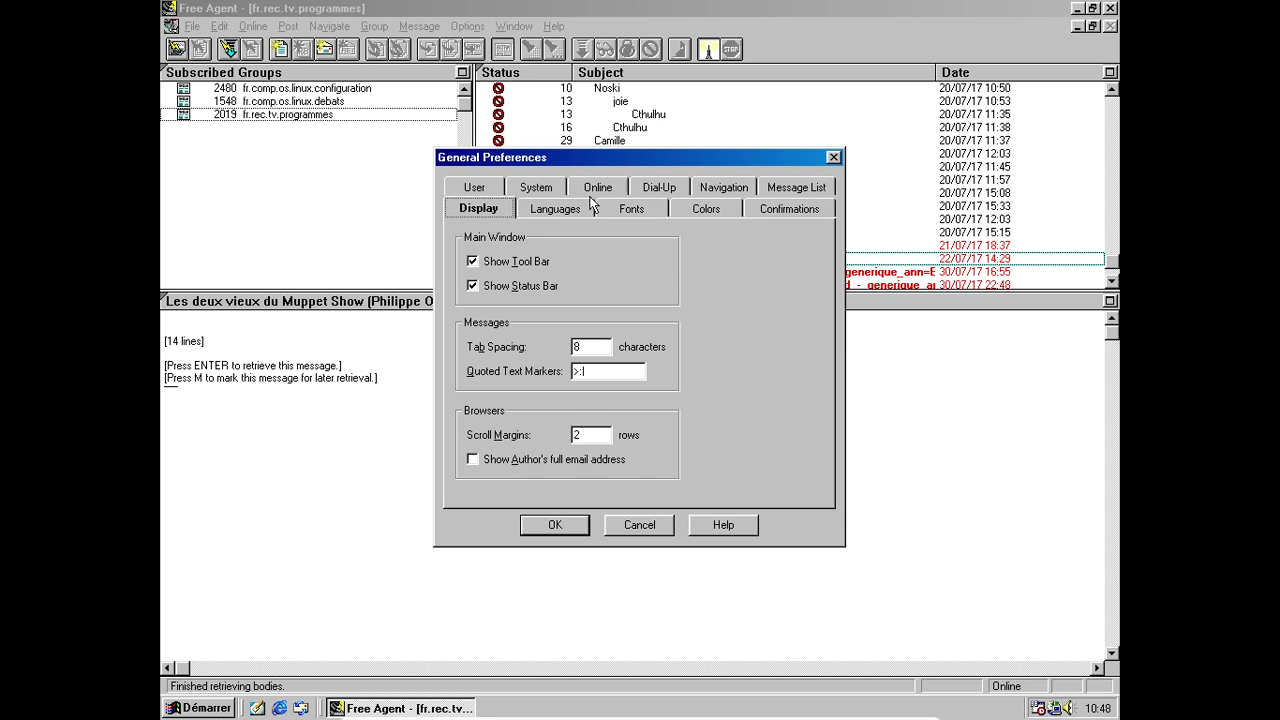 Free Agent - [fr.rec.tv.programmes]
File Edit Online Post Navigate Group Message Options Window Help
STOP
Subscribed Groups
2480 fr.comp.os.linux.configuration
1548 fr.comp.os.linux.debats
2019 fr.rec.tv.programmes
Status Subject Date
10 Noski 20/07/17 10:50
13 joie 20/07/17 10:53
13 Cthulhu 20/07/17 11:35
16 Cthulhu 20/07/17 11:38
29 Camille 20/07/17 11:37
20/07/17 12:03
20/07/17 11:45
20/07/17 11:57
20/07/17 15:08
20/07/17 15:33
20/07/17 12:03
20/07/17 15:15
21/07/17 18:37
22/07/17 14:29
generique_ann=E 30/07/17 16:55
d - generique_ar 30/07/17 22:48
General Preferences
User System Online Dial-Up Navigation Message List
Display Languages Fonts Colors Confirmations
Main Window
Show Tool Bar
Show Status Bar
Messages
Tab Spacing: 8 characters
Quoted Text Markers: >:|
Browsers
Scroll Margins: 2 rows
Show Author's full email address
OK Cancel Help
Les deux vieux du Muppet Show (Philippe O
[14 lines]
[Press ENTER to retrieve this message.]
[Press M to mark this message for later retrieval.]
Finished retrieving bodies. Online
Démarrer Free Agent - [fr.rec.tv... 10:48